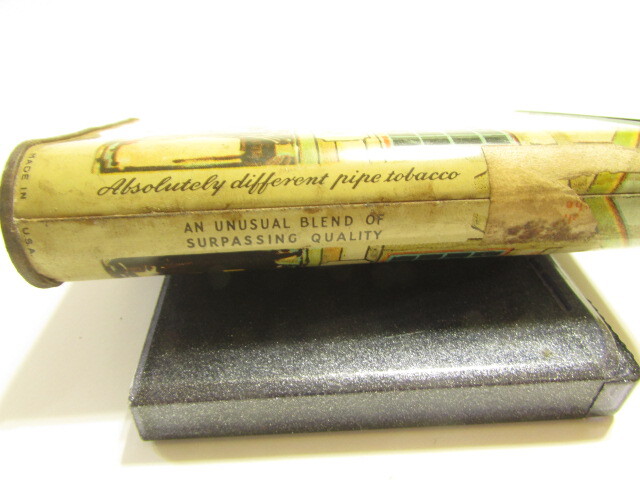 Absolutely different pipe tobacco
AN UNUSUAL BLEND OF
SURPASSING QUALITY
MADE IN U.S.A.